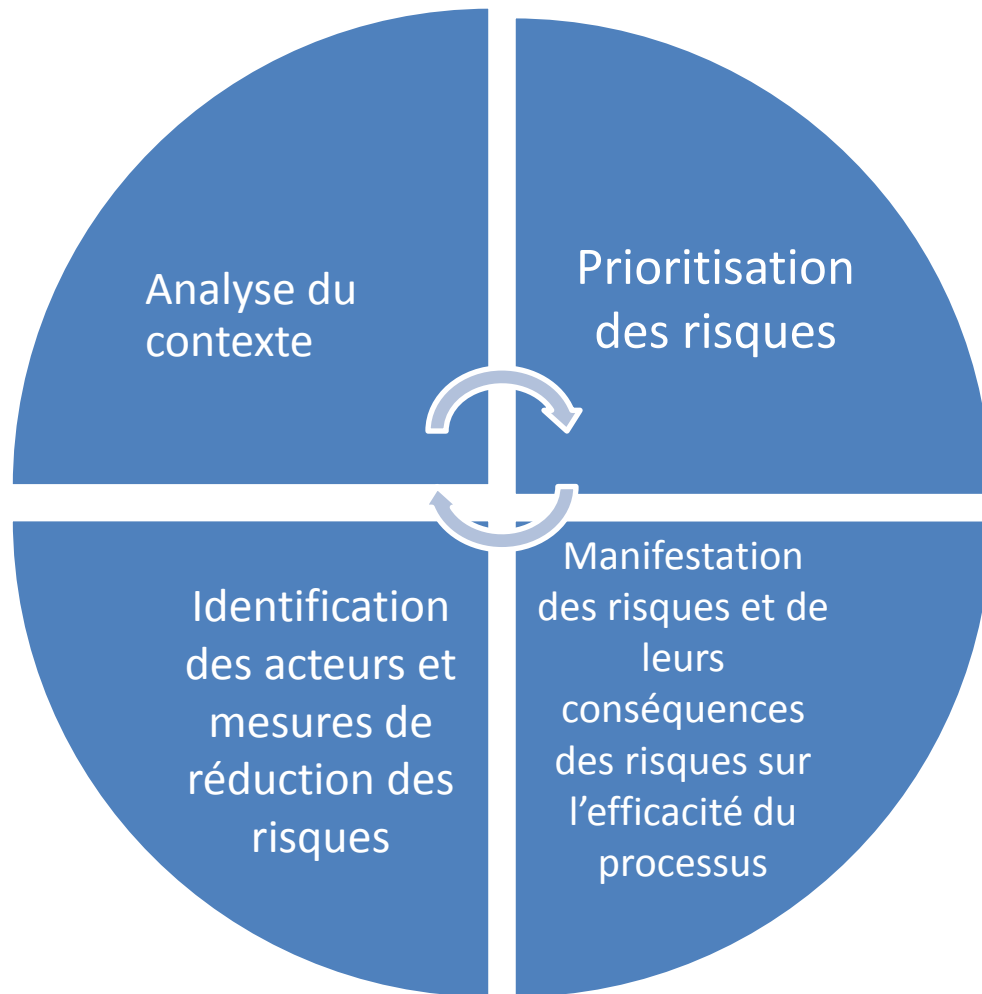 Analyse du
contexte
Prioritisation
des risques
Manifestation
des risques et de
leurs
conséquences
des risques sur
l’efficacité du
processus
Identification
des acteurs et
mesures de
réduction des
risques